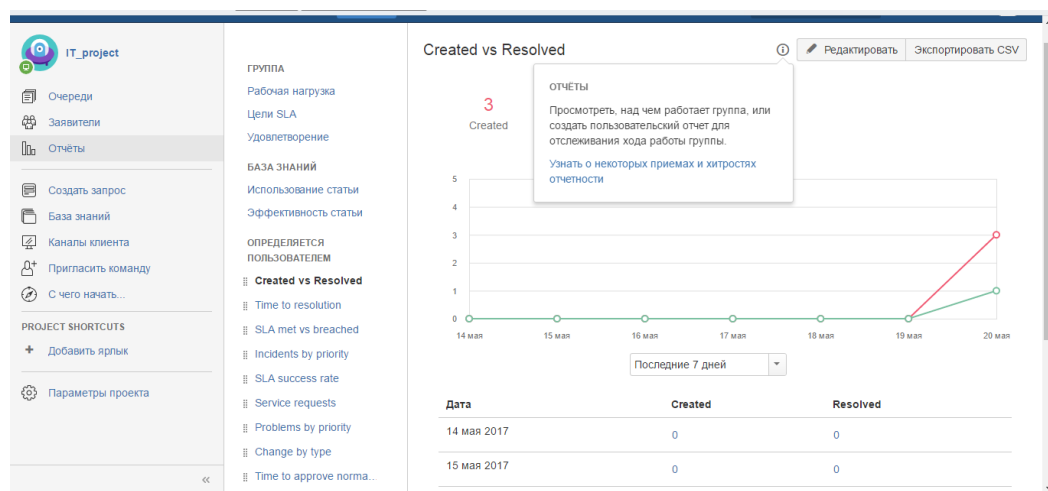 IT_project
Очереди
Заявители
Отчёты
Создать запрос
База знаний
Каналы клиента
Пригласить команду
С чего начать...
PROJECT SHORTCUTS
+ Добавить ярлык
Параметры проекта
«
ГРУППА
Рабочая нагрузка
Цели SLA
Удовлетворение
БАЗА ЗНАНИЙ
Использование статьи
Эффективность статьи
ОПРЕДЕЛЯЕТСЯ
ПОЛЬЗОВАТЕЛЕМ
Created vs Resolved
Time to resolution
SLA met vs breached
Incidents by priority
SLA success rate
Service requests
Problems by priority
Change by type
Time to approve norma...
Created vs Resolved
Редактировать
Экспортировать CSV
3
Created
ОТЧЁТЫ
Просмотреть, над чем работает группа, или
создать пользовательский отчет для
отслеживания хода работы группы.
Узнать о некоторых приемах и хитростях
отчетности
5
4
3
2
1
0
14 мая 15 мая 16 мая 17 мая 18 мая 19 мая 20 мая
Последние 7 дней
Дата Created Resolved
14 мая 2017 0 0
15 мая 2017 0 0